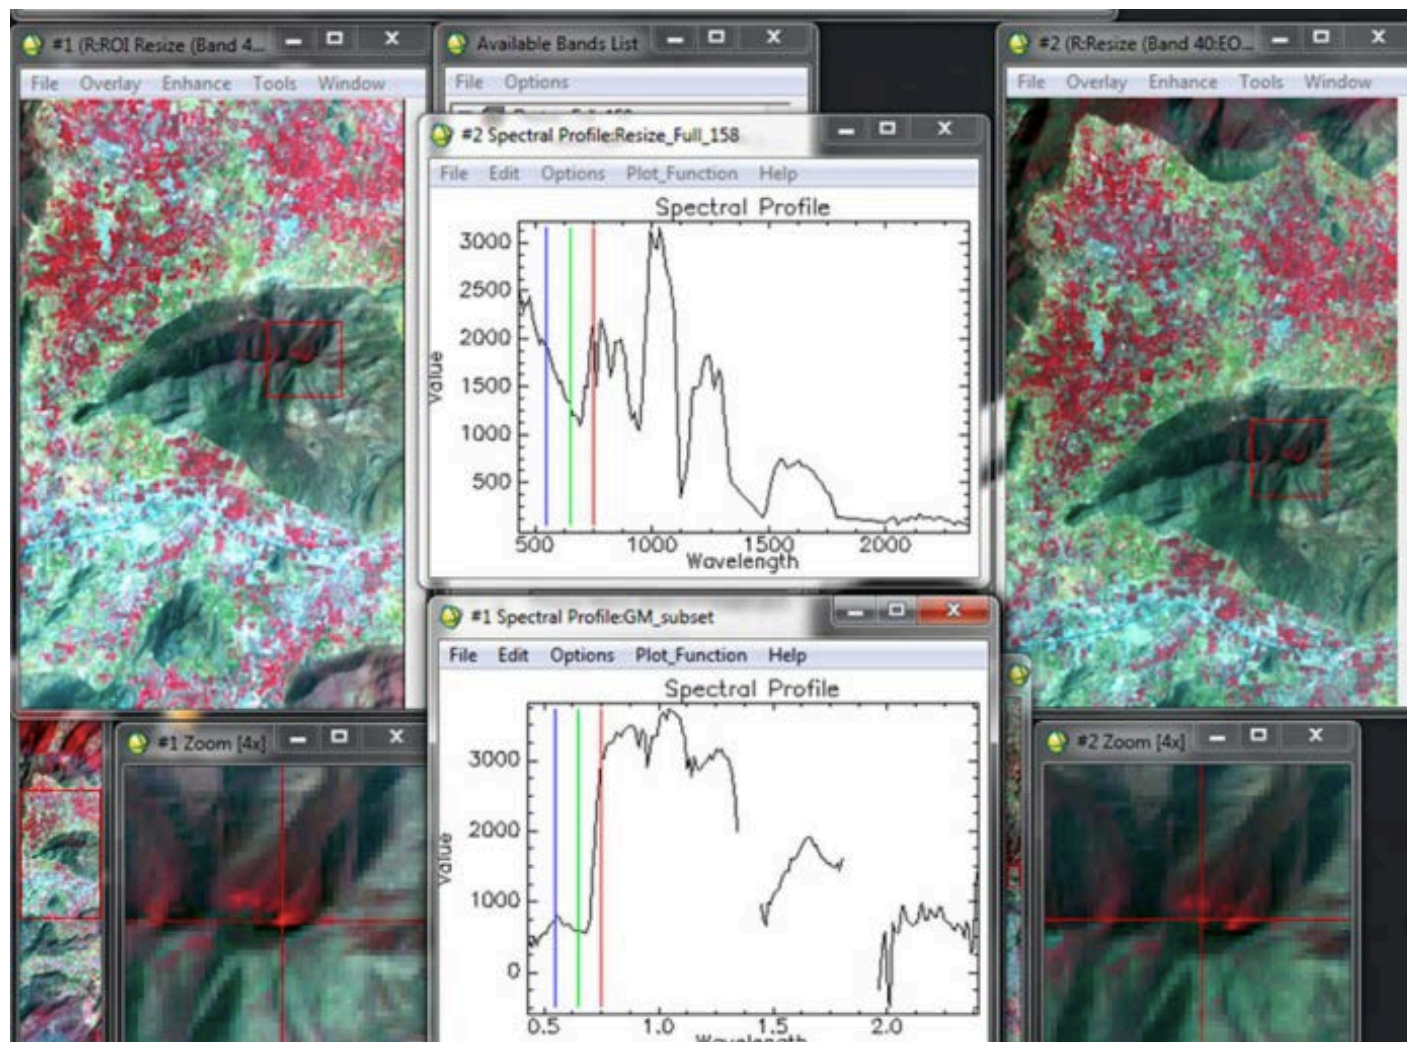 #1 (R:ROI Resize (Band 4...
File Overlay Enhance Tools Window
Available Bands List
File Options
#2 (R:Resize (Band 40:EO...
File Overlay Enhance Tools Window
#2 Spectral Profile:Resize_Full_158
File Edit Options Plot_Function Help
Spectral Profile
Value
3000
2500
2000
1500
1000
500
500 1000 1500 2000
Wavelength
#1 Spectral Profile:GM_subset
File Edit Options Plot_Function Help
Spectral Profile
Value
3000
2000
1000
0
0.5 1.0 1.5 2.0
Wavelength
#1 Zoom [4x]
#2 Zoom [4x]